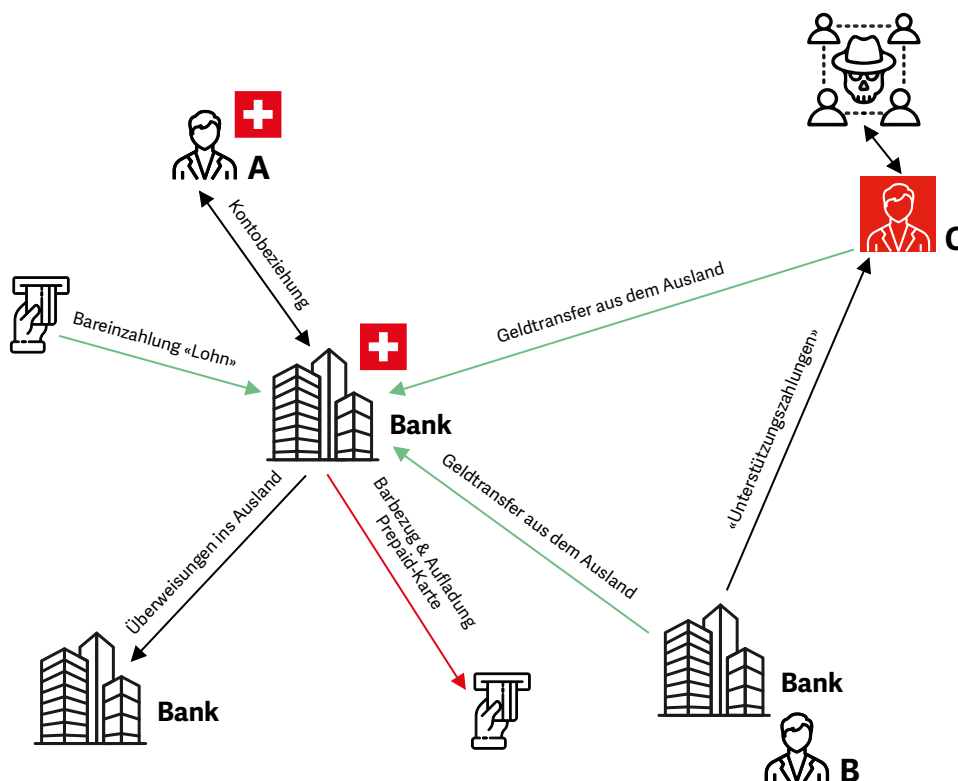 A
Kontobeziehung
C
Geldtransfer aus dem Ausland
Bareinzahlung «Lohn»
Bank
«Unterstützungszahlungen»
Geldtransfer aus dem Ausland
Überweisungen ins Ausland
Barbezug & Aufladung
Prepaid-Karte
Bank
Bank
B